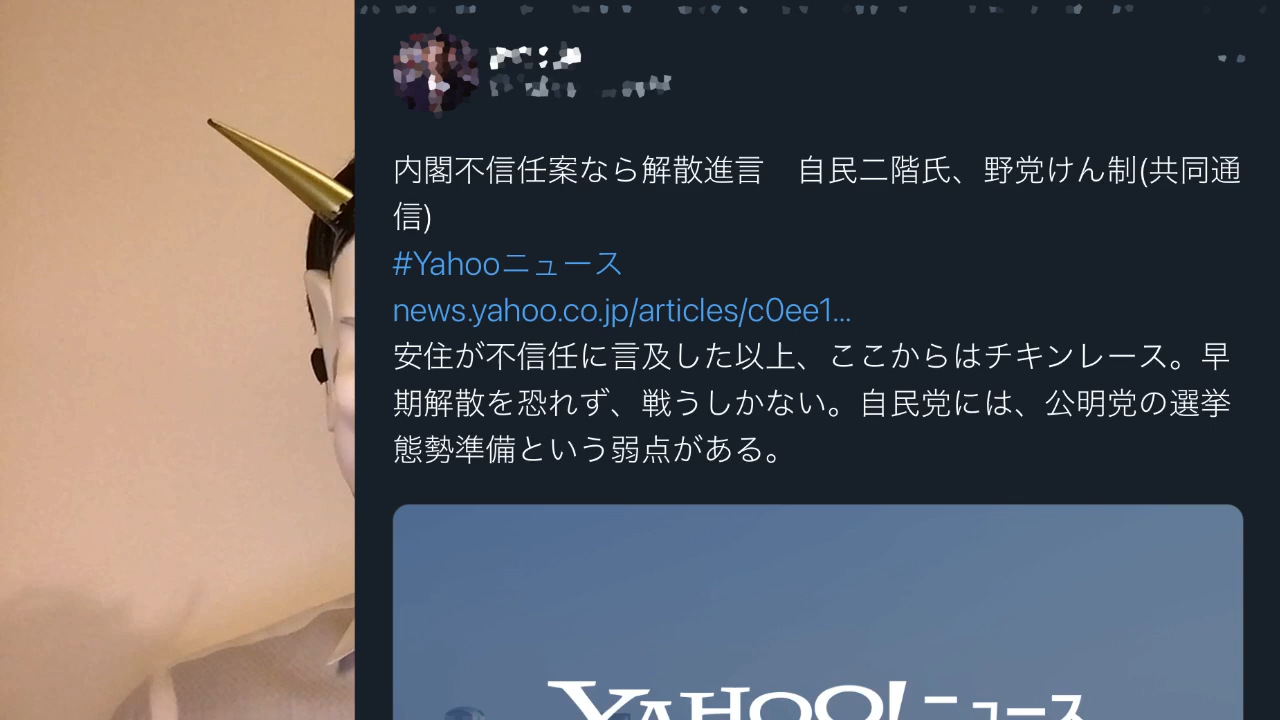 内閣不信任案なら解散進言　自民二階氏、野党けん制(共同通
信)
#Yahooニュース
news.yahoo.co.jp/articles/c0ee1...
安住が不信任に言及した以上、ここからはチキンレース。早
期解散を恐れず、戦うしかない。自民党には、公明党の選挙
態勢準備という弱点がある。
YAHOO!ニュース